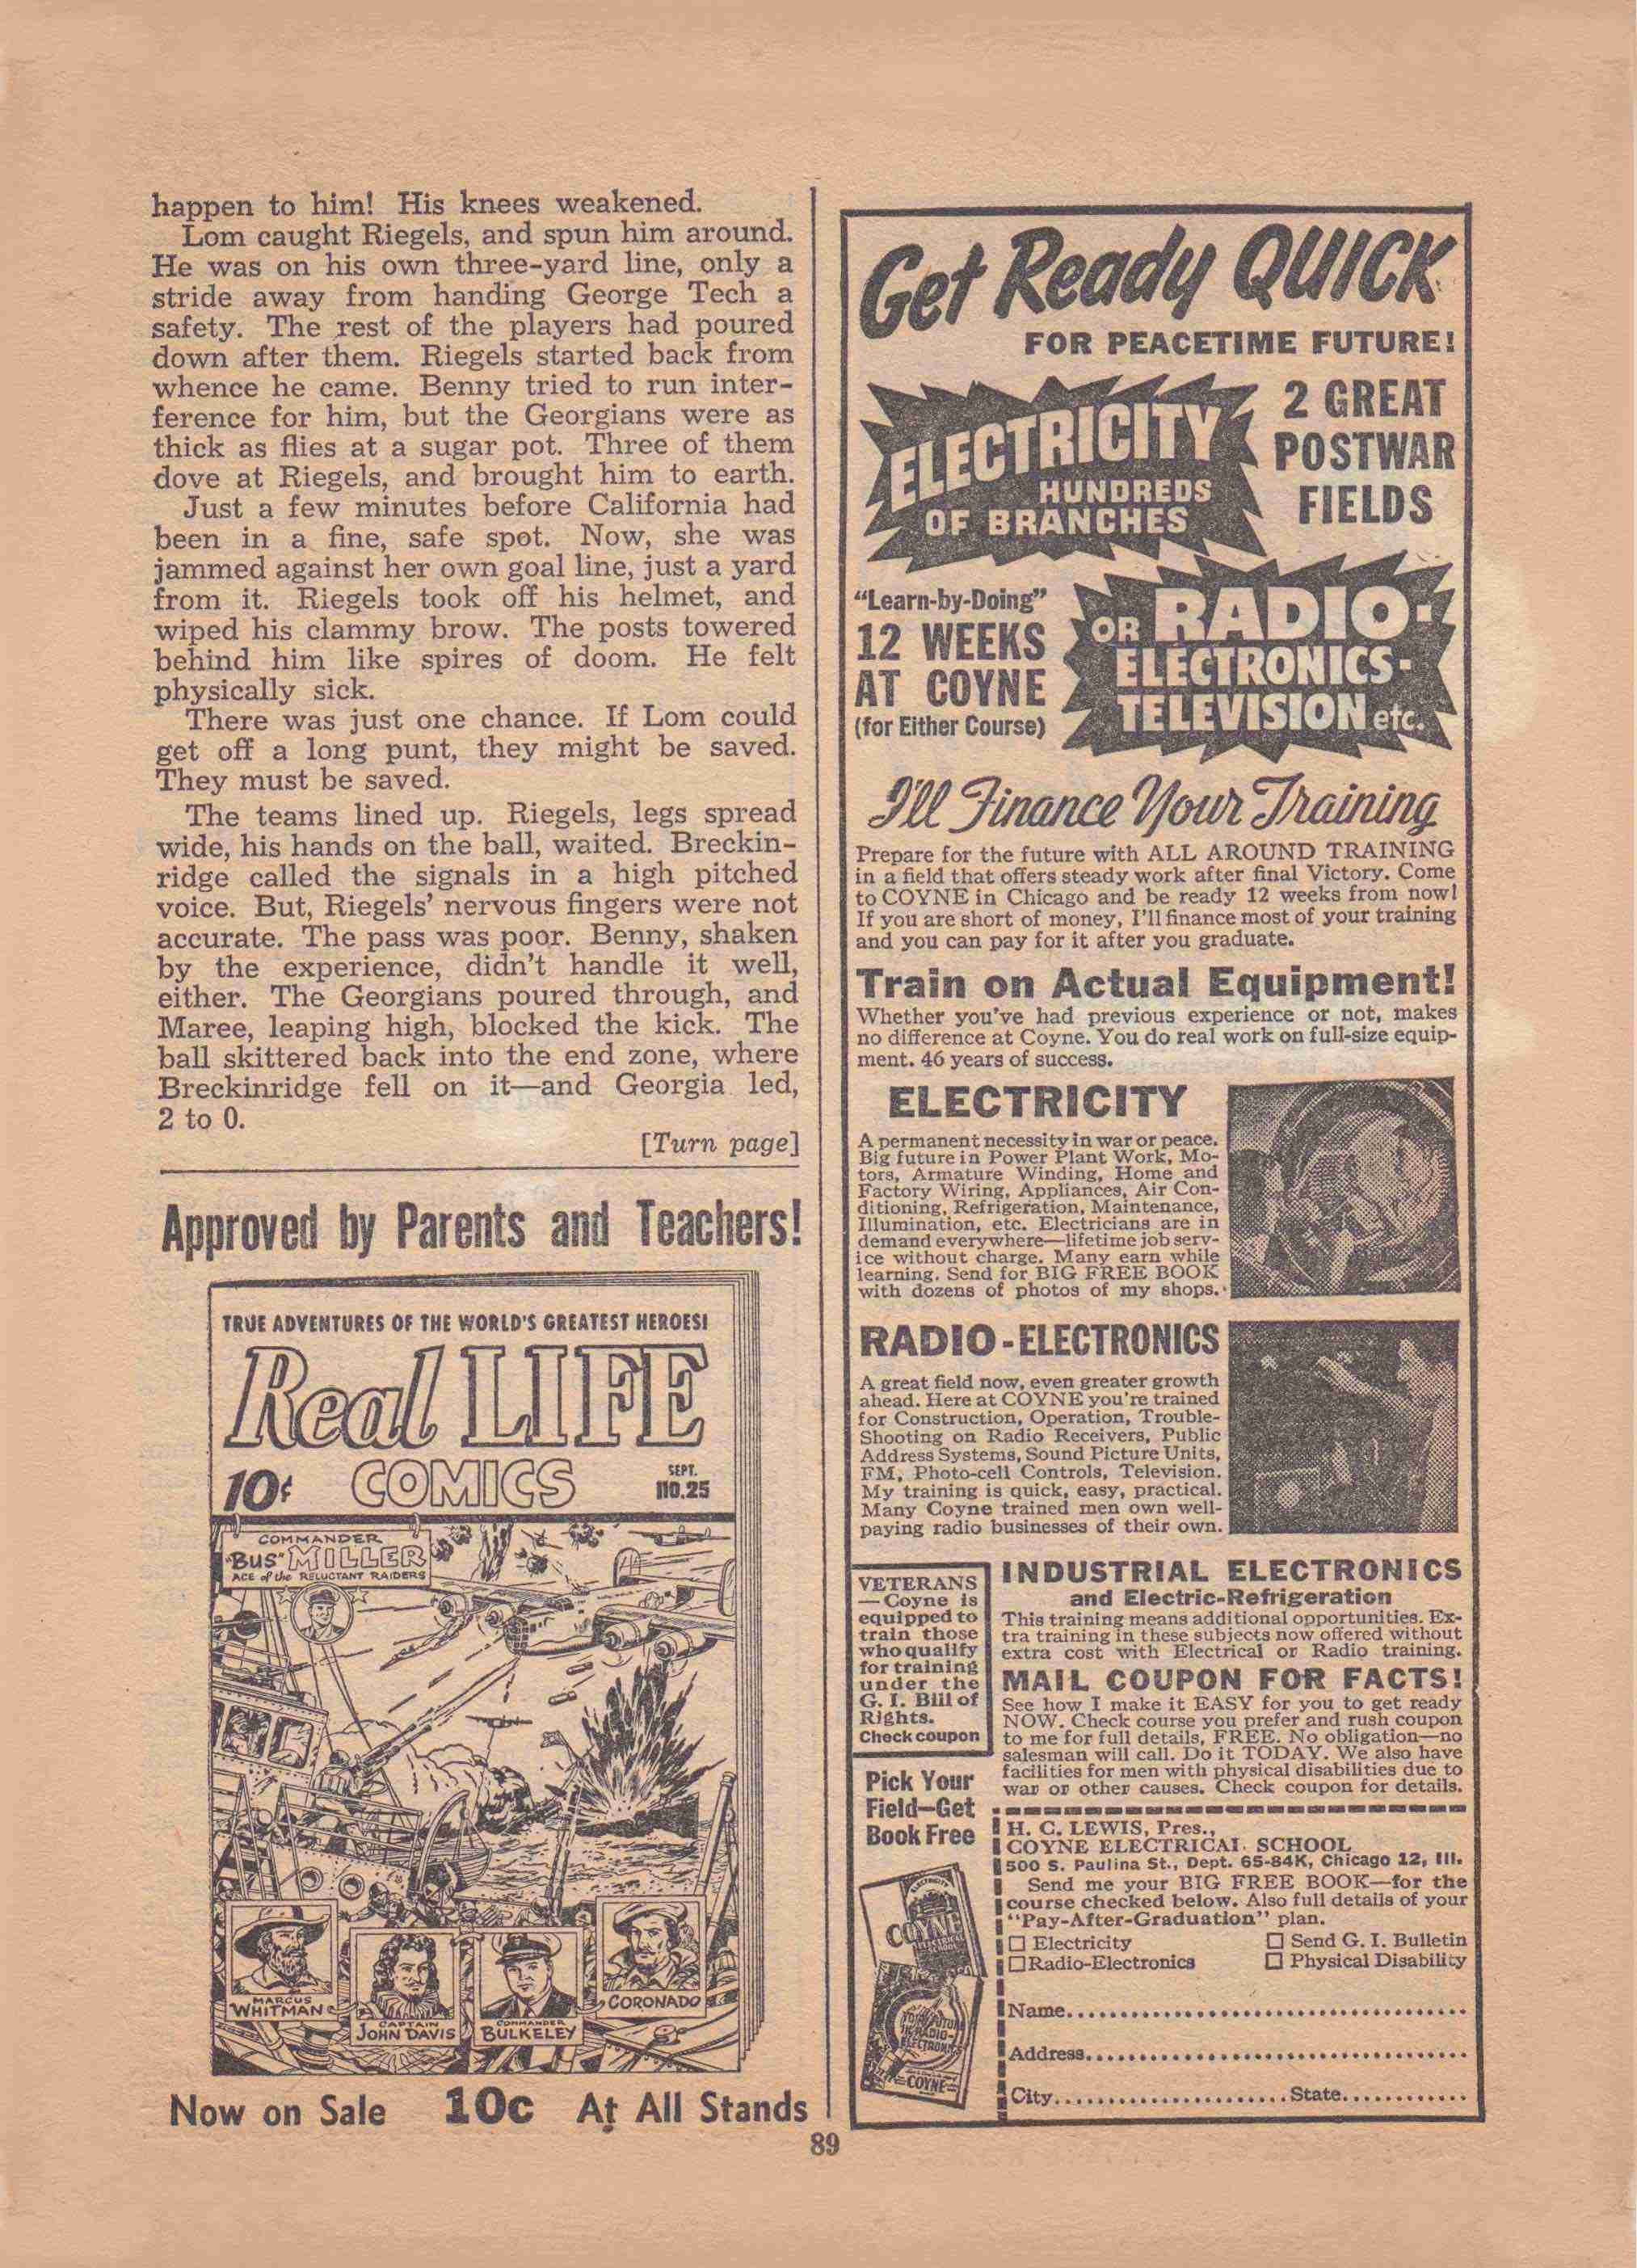 happen to him! His knees weakened.
Lom caught Riegels, and spun him around.
He was on his own three-yard line, only a
stride away from handing George Tech a
safety. The rest of the players had poured
down after them. Riegels started back from
whence he came. Benny tried to run inter-
ference for him, but the Georgians were as
thick as flies at a sugar pot. Three of them
dove at Riegels, and brought him to earth.
Just a few minutes before California had
been in a fine, safe spot. Now, she was
jammed against her own goal line, just a yard
from it. Riegels took off his helmet, and
wiped his clammy brow. The posts towered
behind him like spires of doom. He felt
physically sick.
There was just one chance. If Lom could
get off a long punt, they might be saved.
They must be saved.
The teams lined up. Riegels, legs spread
wide, his hands on the ball, waited. Breckin-
ridge called the signals in a high pitched
voice. But, Riegels' nervous fingers were not
accurate. The pass was poor. Benny, shaken
by the experience, didn't handle it well,
either. The Georgians poured through, and
Maree, leaping high, blocked the kick. The
ball skittered back into the end zone, where
Breckinridge fell on it—and Georgia led,
2 to 0.
[Turn page]
Approved by Parents and Teachers!
TRUE ADVENTURES OF THE WORLD'S GREATEST HEROES!
Real LIFE
10¢ COMICS SEPT. NO.25
COMMANDER
"BUS" MILLER
ACE of the RELUCTANT RAIDERS
MARCUS
WHITMAN
CAPTAIN
JOHN DAVIS
COMMANDER
BULKELEY
CORONADO
Now on Sale 10c At All Stands
Get Ready QUICK
FOR PEACETIME FUTURE!
ELECTRICITY
HUNDREDS
OF BRANCHES
2 GREAT
POSTWAR
FIELDS
"Learn-by-Doing"
12 WEEKS
AT COYNE
(for Either Course)
OR RADIO-
ELECTRONICS-
TELEVISION etc.
I'll Finance Your Training
Prepare for the future with ALL AROUND TRAINING
in a field that offers steady work after final Victory. Come
to COYNE in Chicago and be ready 12 weeks from now!
If you are short of money, I'll finance most of your training
and you can pay for it after you graduate.
Train on Actual Equipment!
Whether you've had previous experience or not, makes
no difference at Coyne. You do real work on full-size equip-
ment. 46 years of success.
ELECTRICITY
A permanent necessity in war or peace.
Big future in Power Plant Work, Mo-
tors, Armature Winding, Home and
Factory Wiring, Appliances, Air Con-
ditioning, Refrigeration, Maintenance,
Illumination, etc. Electricians are in
demand everywhere—lifetime job serv-
ice without charge. Many earn while
learning. Send for BIG FREE BOOK
with dozens of photos of my shops.
RADIO-ELECTRONICS
A great field now, even greater growth
ahead. Here at COYNE you're trained
for Construction, Operation, Trouble-
Shooting on Radio Receivers, Public
Address Systems, Sound Picture Units,
FM, Photo-cell Controls, Television.
My training is quick, easy, practical.
Many Coyne trained men own well-
paying radio businesses of their own.
VETERANS
—Coyne is
equipped to
train those
who qualify
for training
under the
G. I. Bill of
Rights.
Check coupon
INDUSTRIAL ELECTRONICS
and Electric-Refrigeration
This training means additional opportunities. Ex-
tra training in these subjects now offered without
extra cost with Electrical or Radio training.
MAIL COUPON FOR FACTS!
See how I make it EASY for you to get ready
NOW. Check course you prefer and rush coupon
to me for full details, FREE. No obligation—no
salesman will call. Do it TODAY. We also have
facilities for men with physical disabilities due to
war or other causes. Check coupon for details.
Pick Your
Field—Get
Book Free
ELECTRICITY
COYNE
ELECTRICAL
SCHOOL
YOUR FUTURE
IN RADIO-
ELECTRONICS
COYNE
H. C. LEWIS, Pres.,
COYNE ELECTRICAL SCHOOL
500 S. Paulina St., Dept. 65-84K, Chicago 12, Ill.
Send me your BIG FREE BOOK—for the
course checked below. Also full details of your
"Pay-After-Graduation" plan.
☐ Electricity ☐ Send G. I. Bulletin
☐ Radio-Electronics ☐ Physical Disability
Name......................................
Address......................................
City.......................State............
89